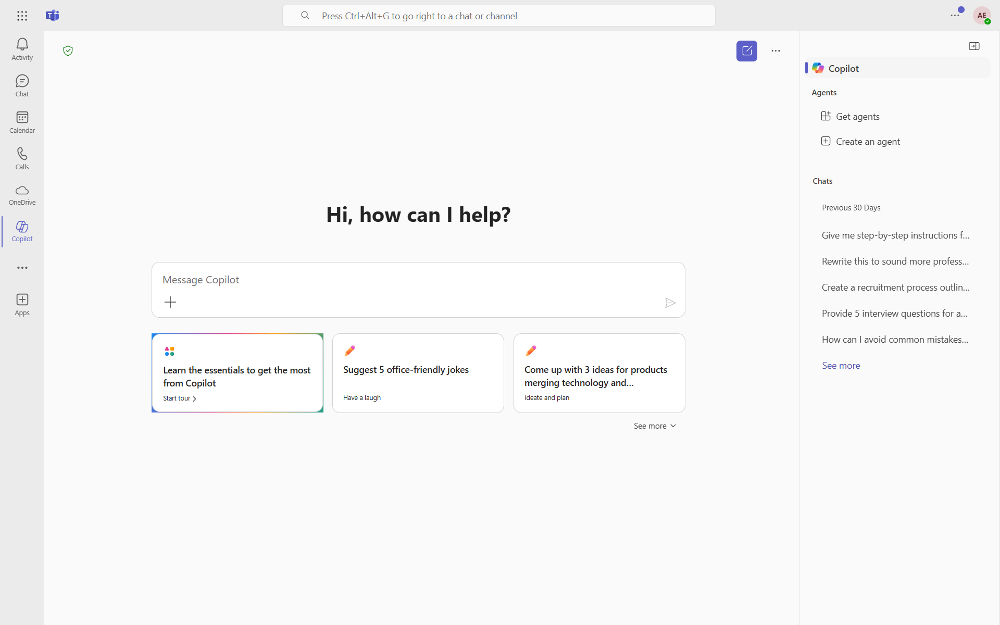 Press Ctrl+Alt+G to go right to a chat or channel
AE
Activity
Chat
Calendar
Calls
OneDrive
Copilot
Apps
Hi, how can I help?
Message Copilot
Learn the essentials to get the most
from Copilot
Start tour
Suggest 5 office-friendly jokes
Have a laugh
Come up with 3 ideas for products
merging technology and...
Ideate and plan
See more
Copilot
Agents
Get agents
Create an agent
Chats
Previous 30 Days
Give me step-by-step instructions f...
Rewrite this to sound more profess...
Create a recruitment process outlin...
Provide 5 interview questions for a...
How can I avoid common mistakes...
See more